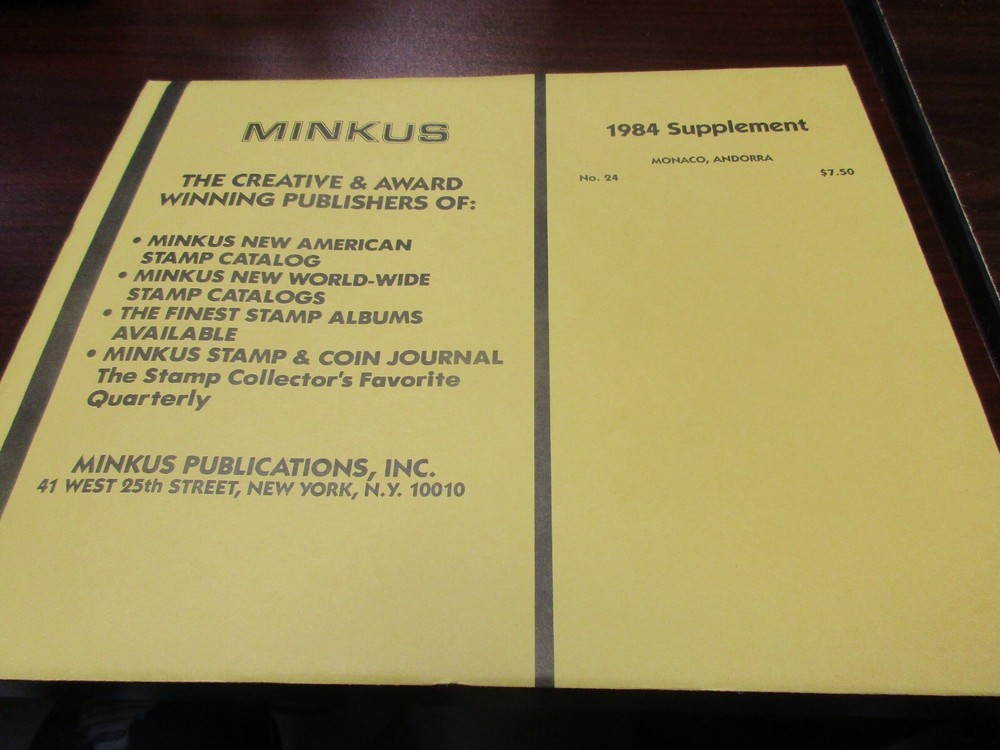 MINKUS
THE CREATIVE & AWARD
WINNING PUBLISHERS OF:
• MINKUS NEW AMERICAN
STAMP CATALOG
• MINKUS NEW WORLD-WIDE
STAMP CATALOGS
• THE FINEST STAMP ALBUMS
AVAILABLE
• MINKUS STAMP & COIN JOURNAL
The Stamp Collector's Favorite
Quarterly
MINKUS PUBLICATIONS, INC.
41 WEST 25th STREET, NEW YORK, N.Y. 10010
1984 Supplement
MONACO, ANDORRA
No. 24 $7.50